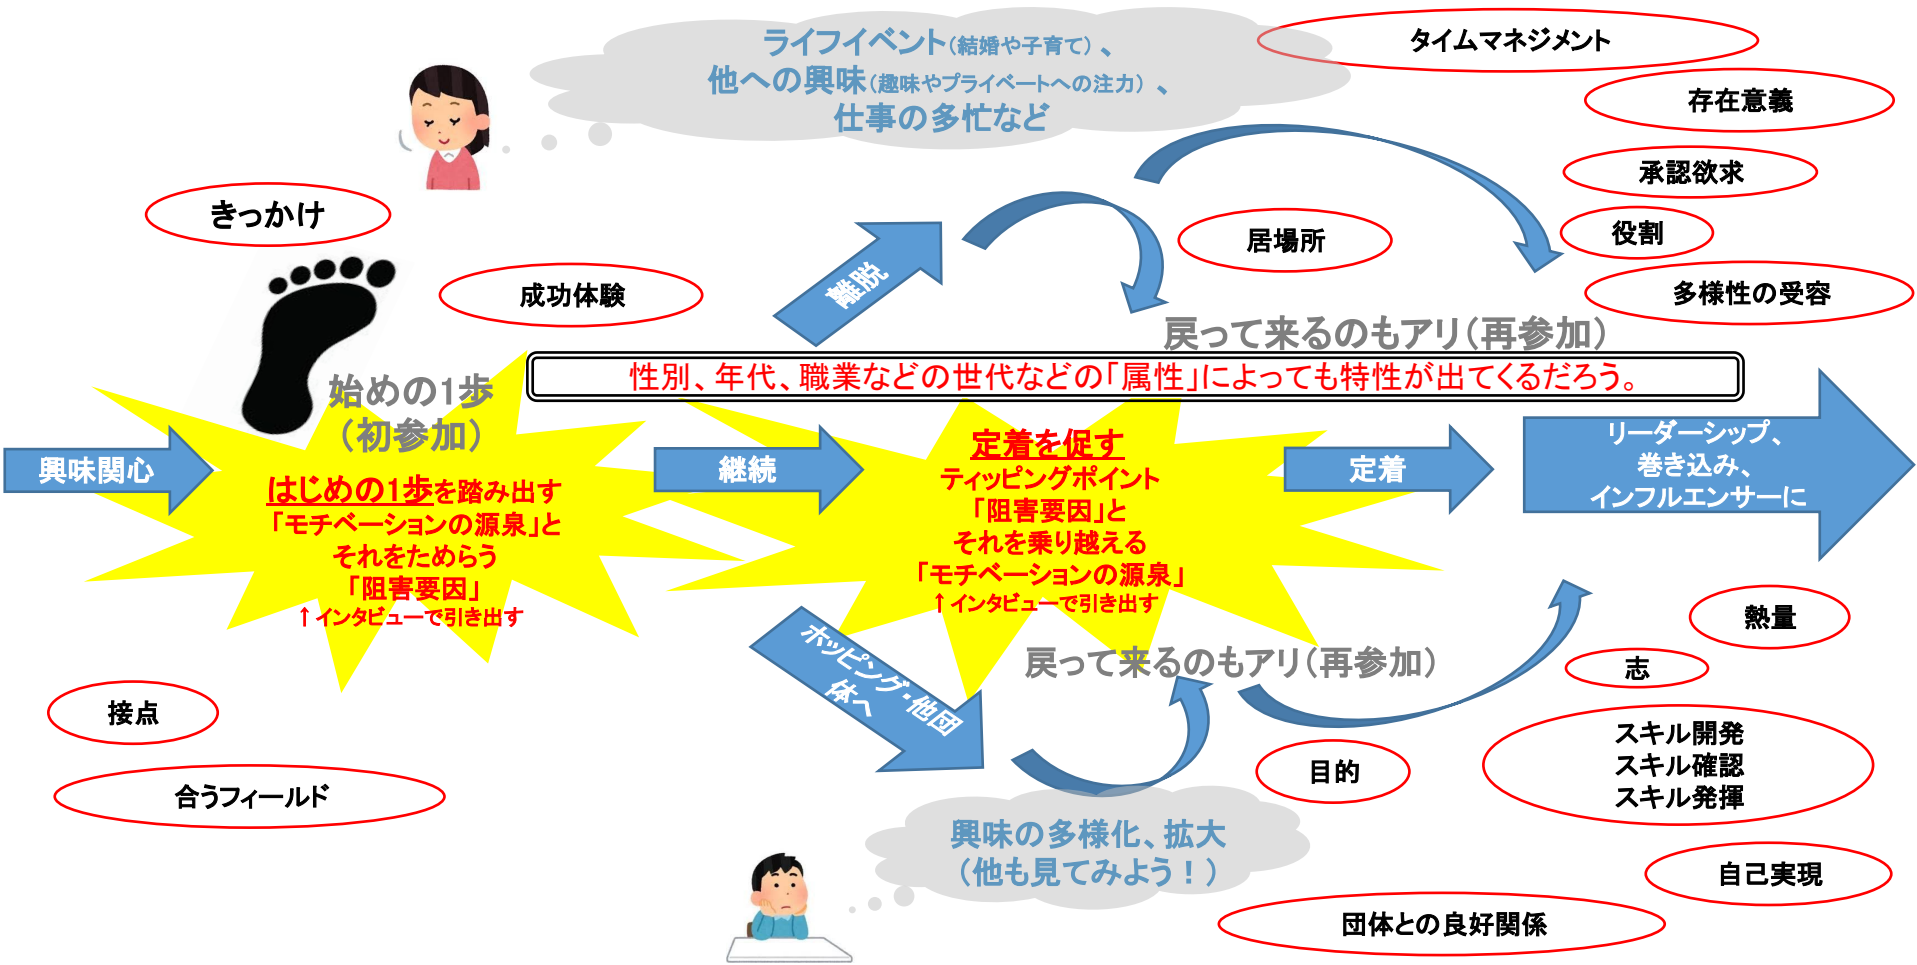 ライフイベント(結婚や子育て)、
他への興味(趣味やプライベートへの注力)、
仕事の多忙など
タイムマネジメント
存在意義
承認欲求
役割
多様性の受容
居場所
きっかけ
成功体験
離脱
戻って来るのもアリ(再参加)
性別、年代、職業などの世代などの「属性」によっても特性が出てくるだろう。
始めの1歩
(初参加)
興味関心
はじめの1歩を踏み出す
「モチベーションの源泉」と
それをためらう
「阻害要因」
↑インタビューで引き出す
継続
定着を促す
ティッピングポイント
「阻害要因」と
それを乗り越える
「モチベーションの源泉」
↑インタビューで引き出す
定着
リーダーシップ、
巻き込み、
インフルエンサーに
ホッピング・他団
体へ
戻って来るのもアリ(再参加)
接点
合うフィールド
熱量
志
目的
スキル開発
スキル確認
スキル発揮
興味の多様化、拡大
(他も見てみよう!)
自己実現
団体との良好関係